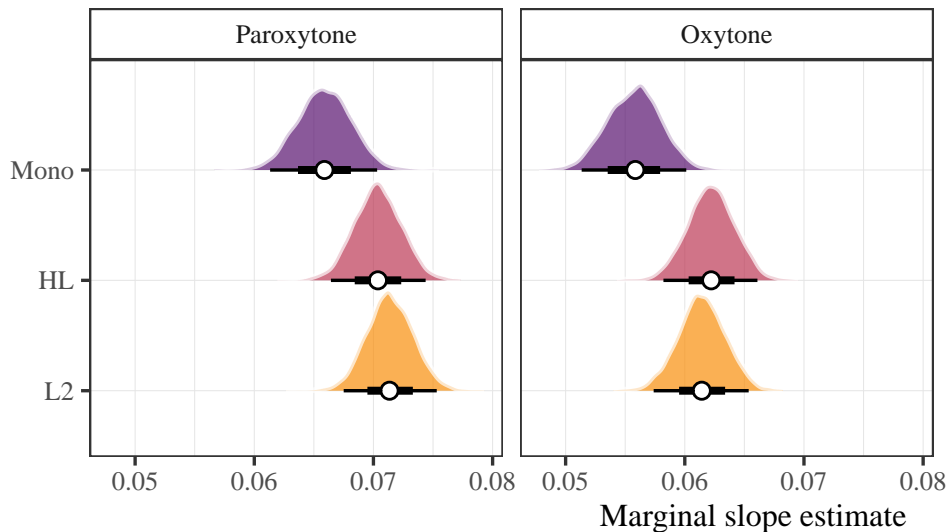 Paroxytone
Oxytone
Mono
HL
L2
0.05 0.06 0.07 0.08
0.05 0.06 0.07 0.08
Marginal slope estimate